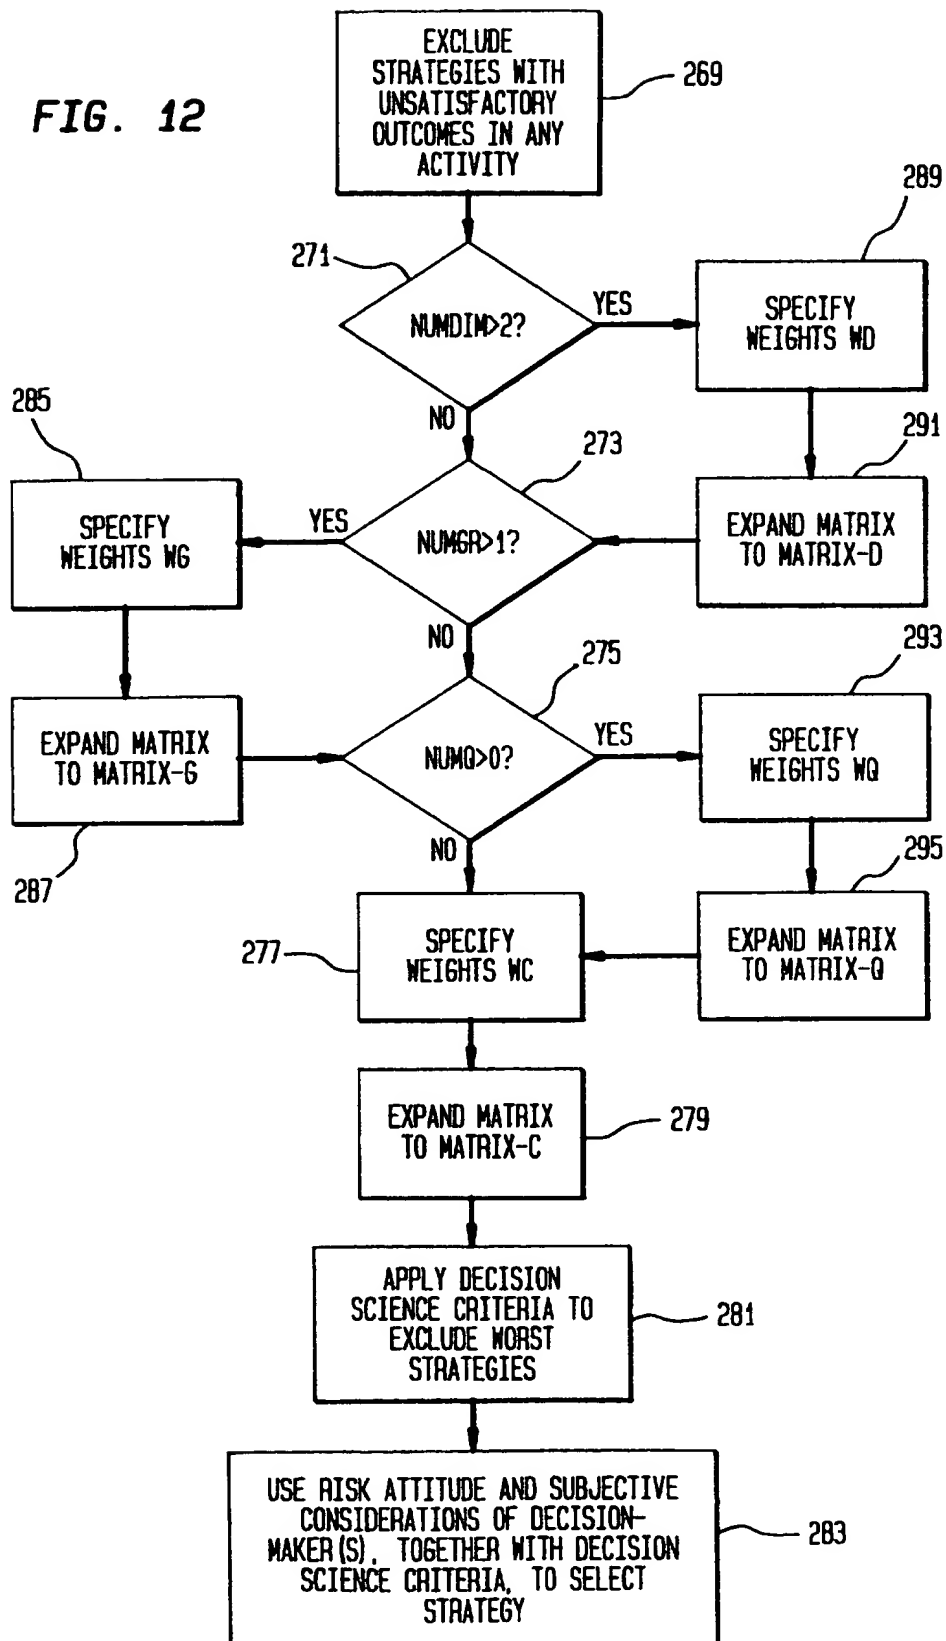 FIG. 12
EXCLUDE
STRATEGIES WITH
UNSATISFACTORY
OUTCOMES IN ANY
ACTIVITY
269
271
NUMDIM>2?
YES
NO
289
SPECIFY
WEIGHTS WD
291
EXPAND MATRIX
TO MATRIX-D
273
NUMGR>1?
YES
NO
285
SPECIFY
WEIGHTS WG
EXPAND MATRIX
TO MATRIX-G
287
275
NUMQ>0?
YES
NO
293
SPECIFY
WEIGHTS WQ
295
EXPAND MATRIX
TO MATRIX-Q
277
SPECIFY
WEIGHTS WC
EXPAND MATRIX
TO MATRIX-C
279
APPLY DECISION
SCIENCE CRITERIA TO
EXCLUDE WORST
STRATEGIES
281
USE RISK ATTITUDE AND SUBJECTIVE
CONSIDERATIONS OF DECISION-
MAKER(S), TOGETHER WITH DECISION
SCIENCE CRITERIA, TO SELECT
STRATEGY
283